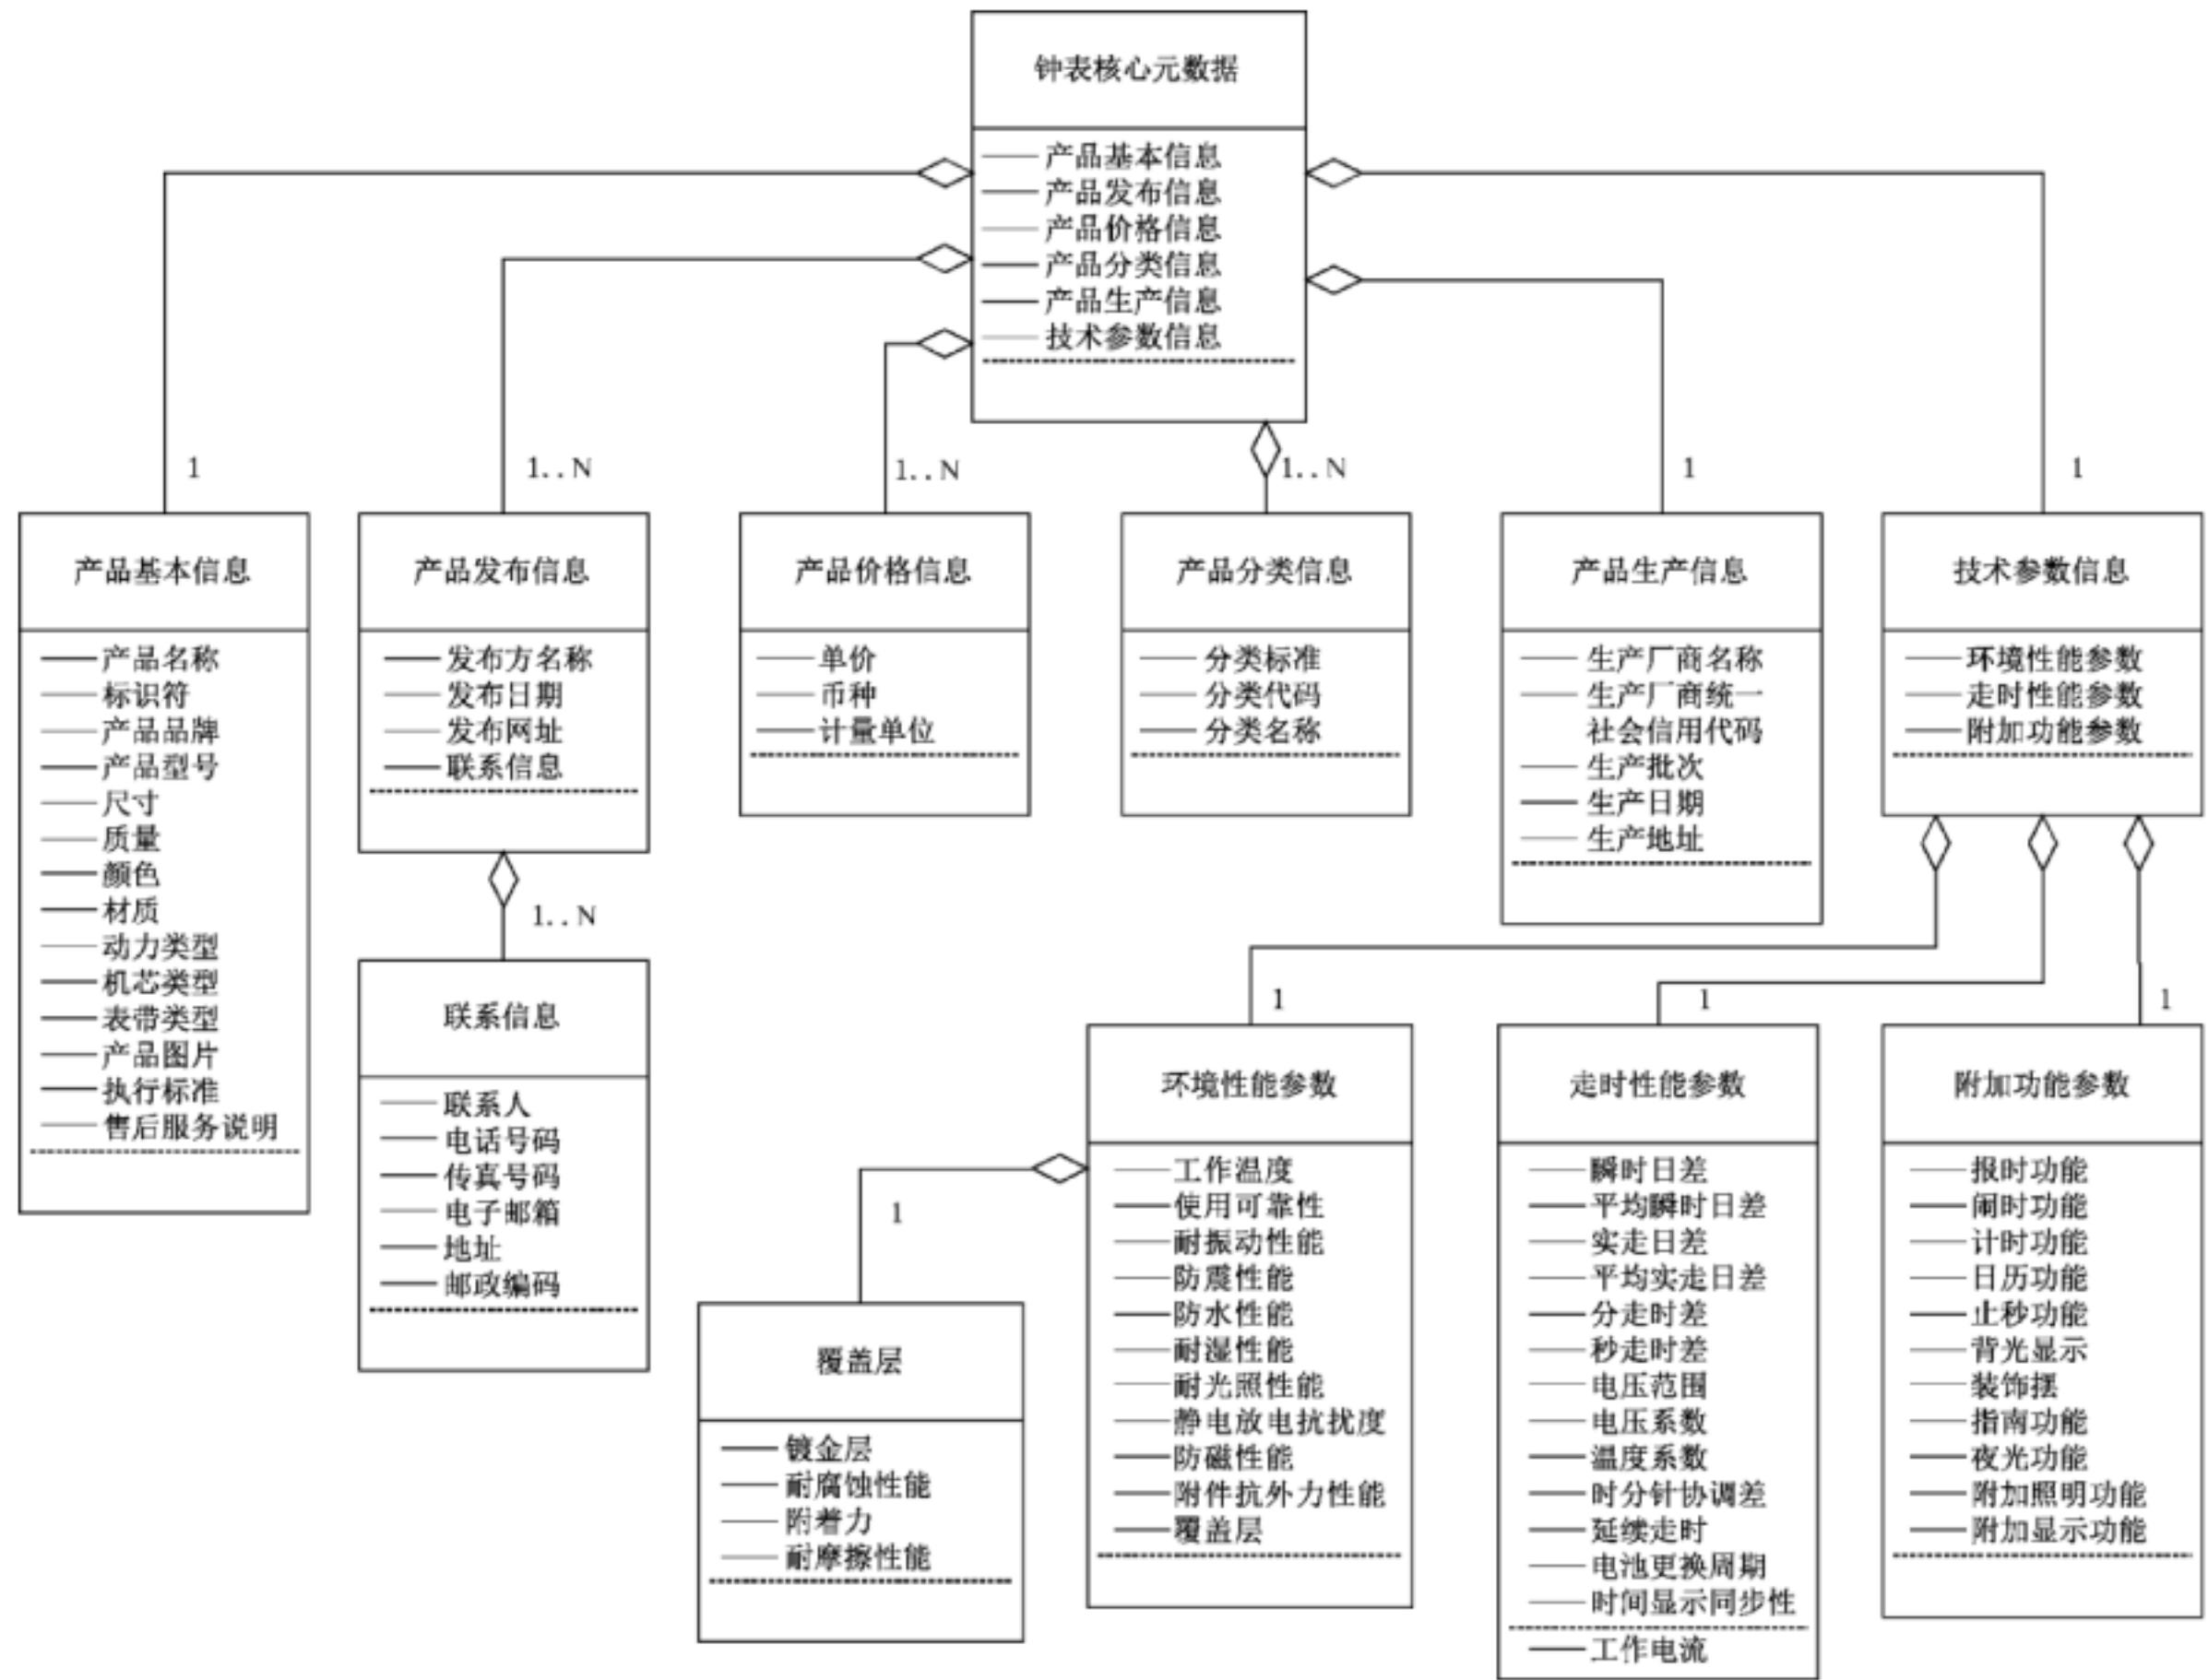 钟表核心元数据
产品基本信息
产品发布信息
产品价格信息
产品分类信息
产品生产信息
技术参数信息
1
1..N
1..N
1..N
1
1
产品基本信息
产品名称
标识符
产品品牌
产品型号
尺寸
质量
颜色
材质
动力类型
机芯类型
表带类型
产品图片
执行标准
售后服务说明
产品发布信息
发布方名称
发布日期
发布网址
联系信息
1..N
联系信息
联系人
电话号码
传真号码
电子邮箱
地址
邮政编码
产品价格信息
单价
币种
计量单位
产品分类信息
分类标准
分类代码
分类名称
产品生产信息
生产厂商名称
生产厂商统一
社会信用代码
生产批次
生产日期
生产地址
技术参数信息
环境性能参数
走时性能参数
附加功能参数
1
1
1
环境性能参数
工作温度
使用可靠性
耐振动性能
防震性能
防水性能
耐湿性能
耐光照性能
静电放电抗扰度
防磁性能
附件抗外力性能
覆盖层
1
覆盖层
镀金层
耐腐蚀性能
附着力
耐摩擦性能
走时性能参数
瞬时日差
平均瞬时日差
实走日差
平均实走日差
分走时差
秒走时差
电压范围
电压系数
温度系数
时分针协调差
延续走时
电池更换周期
时间显示同步性
工作电流
附加功能参数
报时功能
闹时功能
计时功能
日历功能
止秒功能
背光显示
装饰摆
指南功能
夜光功能
附加照明功能
附加显示功能